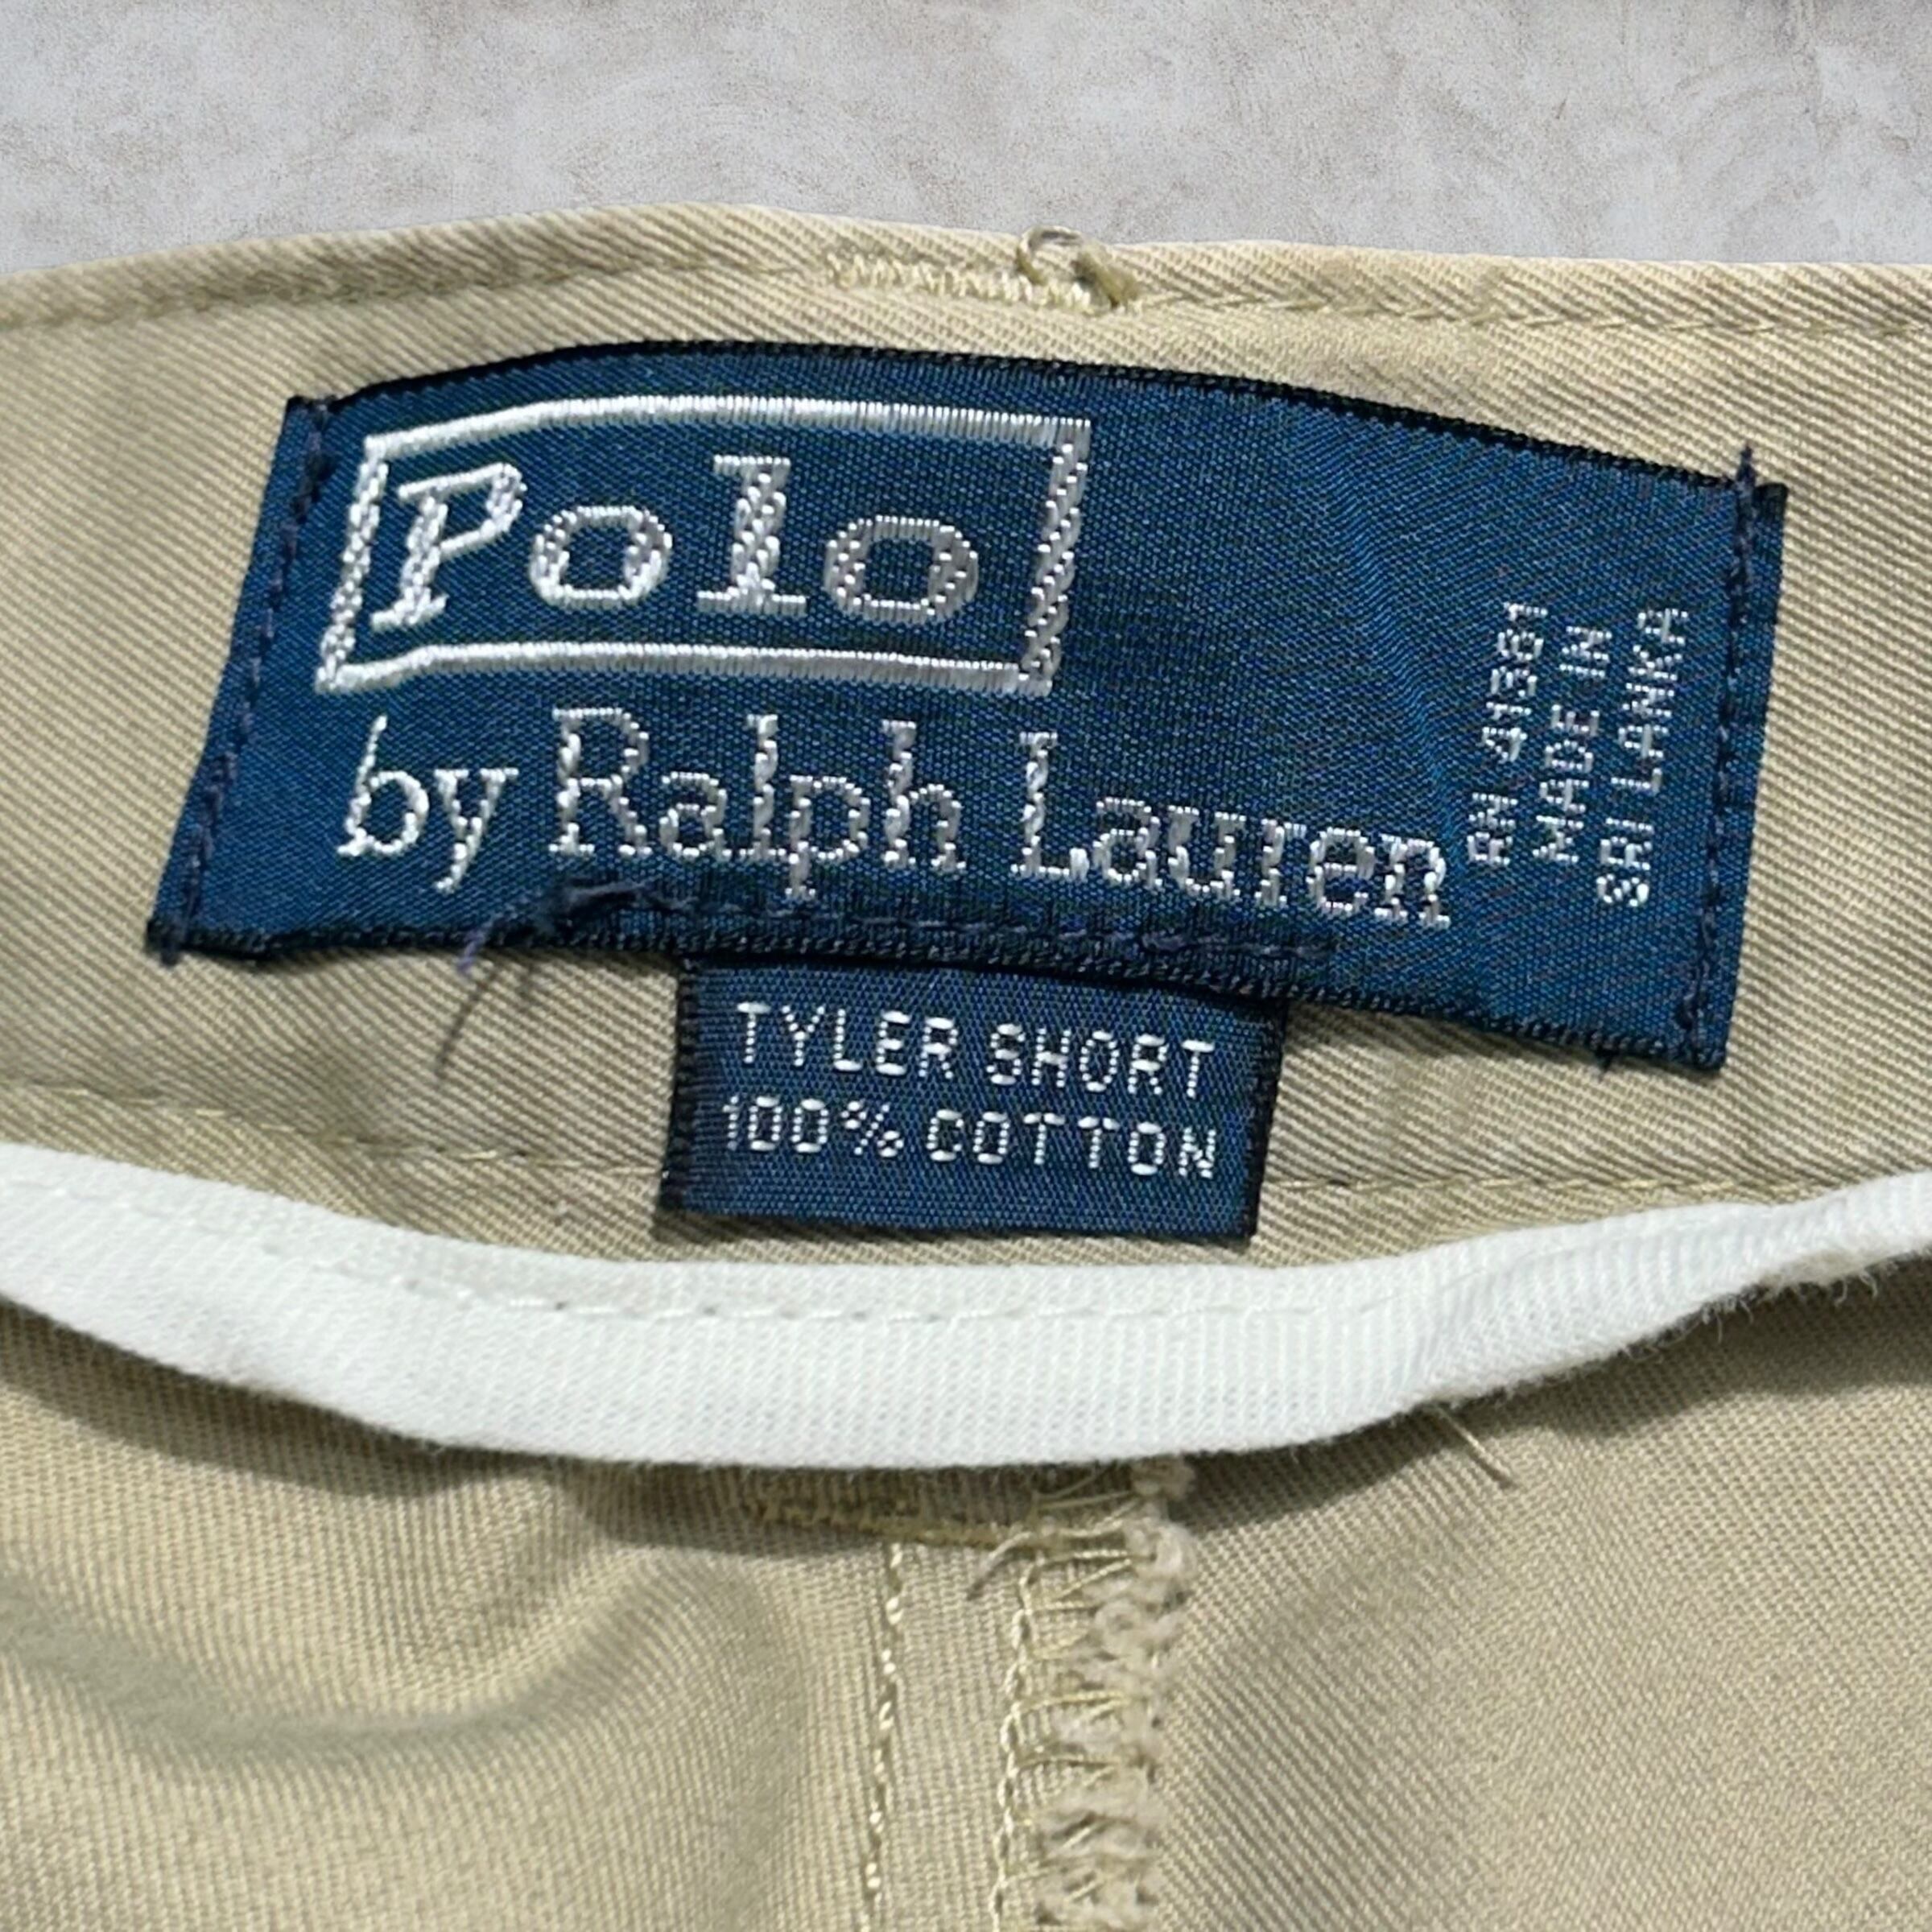 Polo
by Ralph Lauren
RN 41381
MADE IN
SRI LANKA
TYLER SHORT
100% COTTON